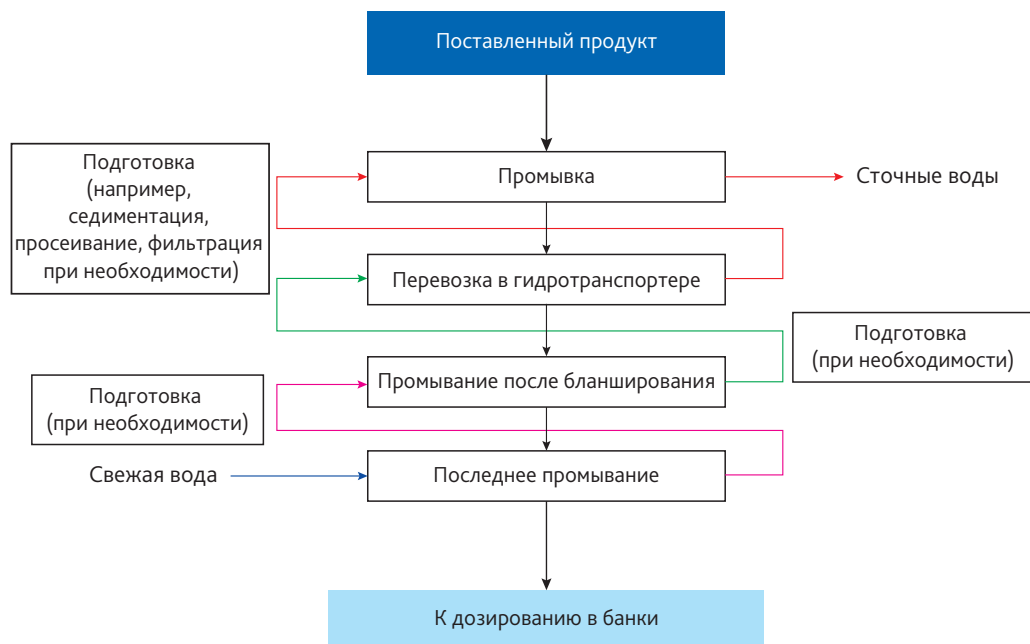 Поставленный продукт
Подготовка
(например,
седиментация,
просеивание, фильтрация
при необходимости)
Промывка
Сточные воды
Перевозка в гидротранспортере
Подготовка
(при необходимости)
Промывание после бланширования
Подготовка
(при необходимости)
Свежая вода
Последнее промывание
К дозированию в банки